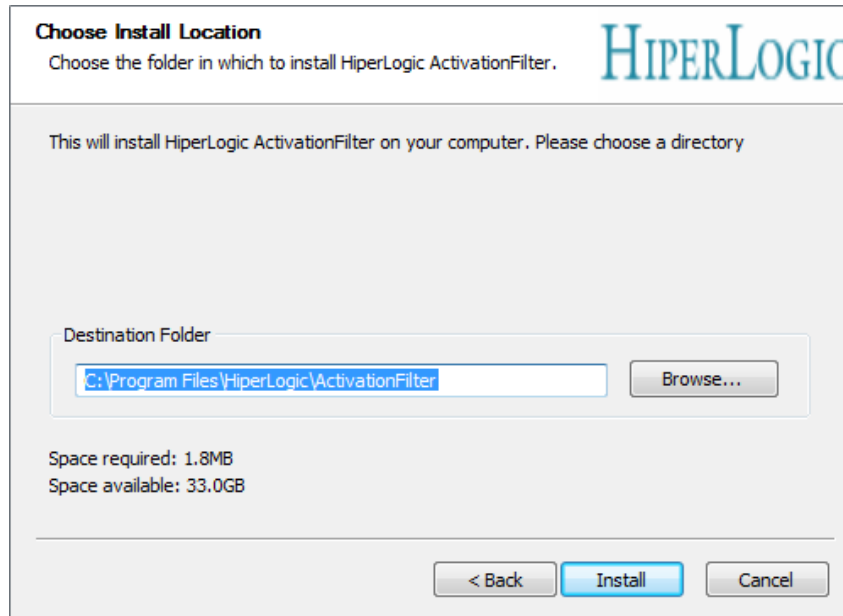 Choose Install Location
Choose the folder in which to install HiperLogic ActivationFilter.
HIPERLOGIC
This will install HiperLogic ActivationFilter on your computer. Please choose a directory
Destination Folder
C:\Program Files\HiperLogic\ActivationFilter
Browse...
Space required: 1.8MB
Space available: 33.0GB
< Back
Install
Cancel